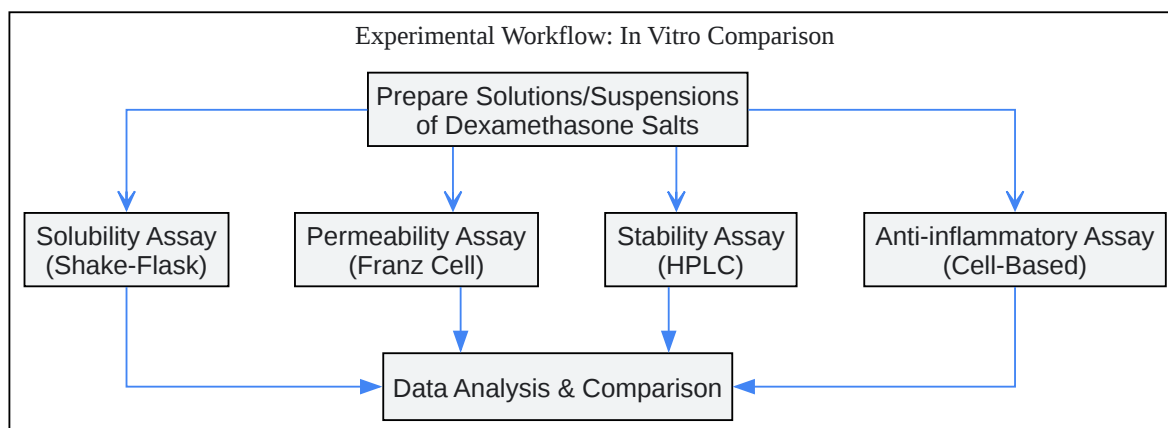 Experimental Workflow: In Vitro Comparison
Prepare Solutions/Suspensions
of Dexamethasone Salts
Solubility Assay
(Shake-Flask)
Permeability Assay
(Franz Cell)
Stability Assay
(HPLC)
Anti-inflammatory Assay
(Cell-Based)
Data Analysis & Comparison